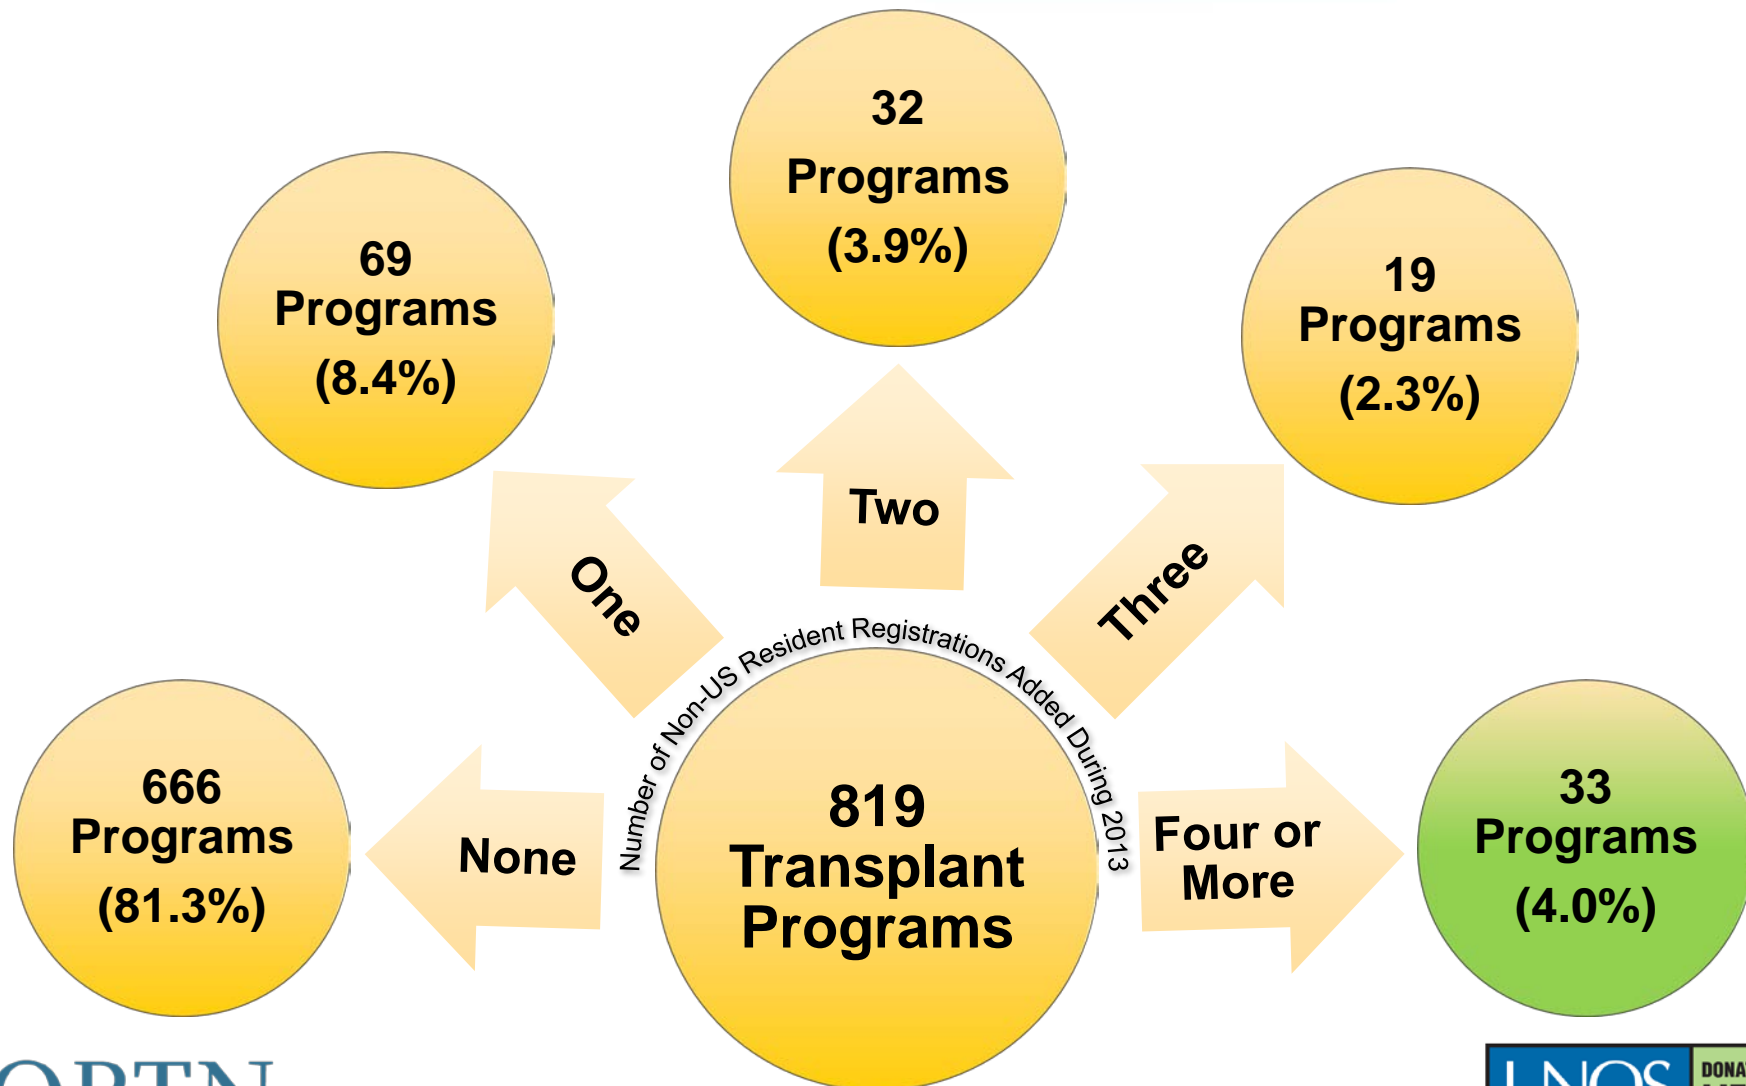 32
Programs
(3.9%)
69
Programs
(8.4%)
19
Programs
(2.3%)
Two
One
Three
Number of Non-US Resident Registrations Added During 2013
666
Programs
(81.3%)
None
819
Transplant
Programs
Four or
More
33
Programs
(4.0%)
OPTN
UNOS